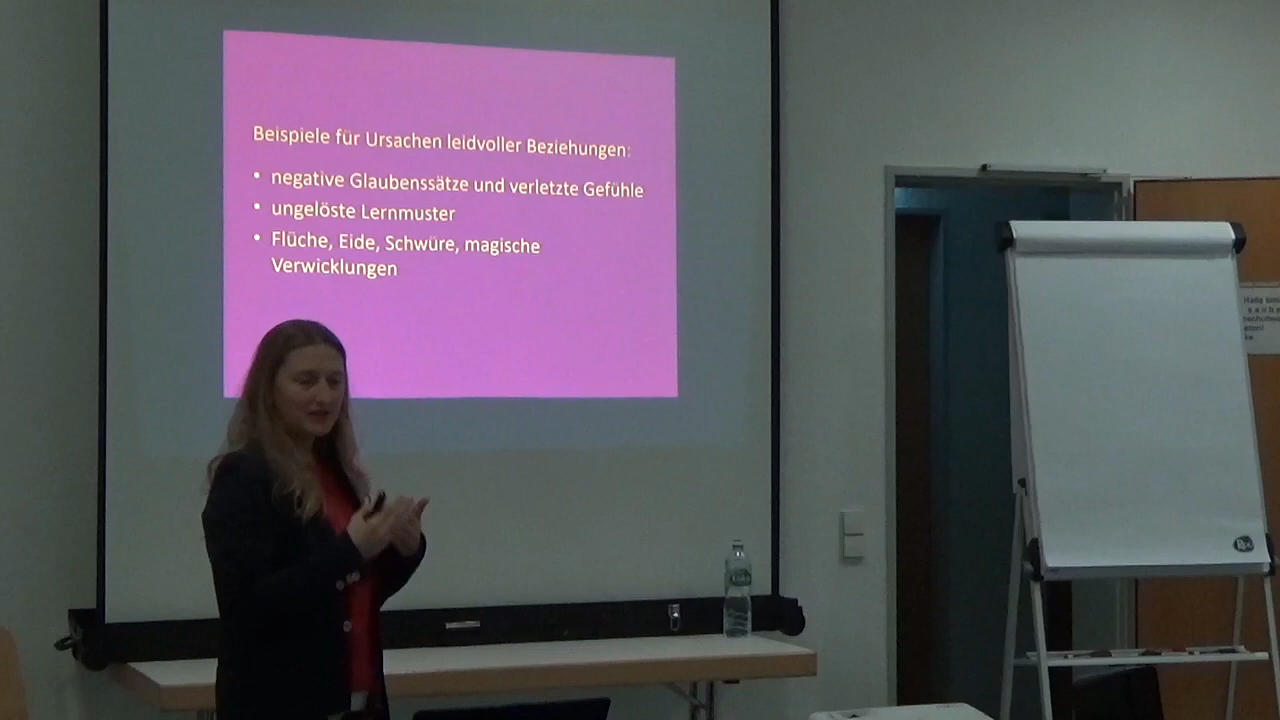 Beispiele für Ursachen leidvoller Beziehungen:
• negative Glaubenssätze und verletzte Gefühle
• ungelöste Lernmuster
• Flüche, Eide, Schwüre, magische
Verwicklungen